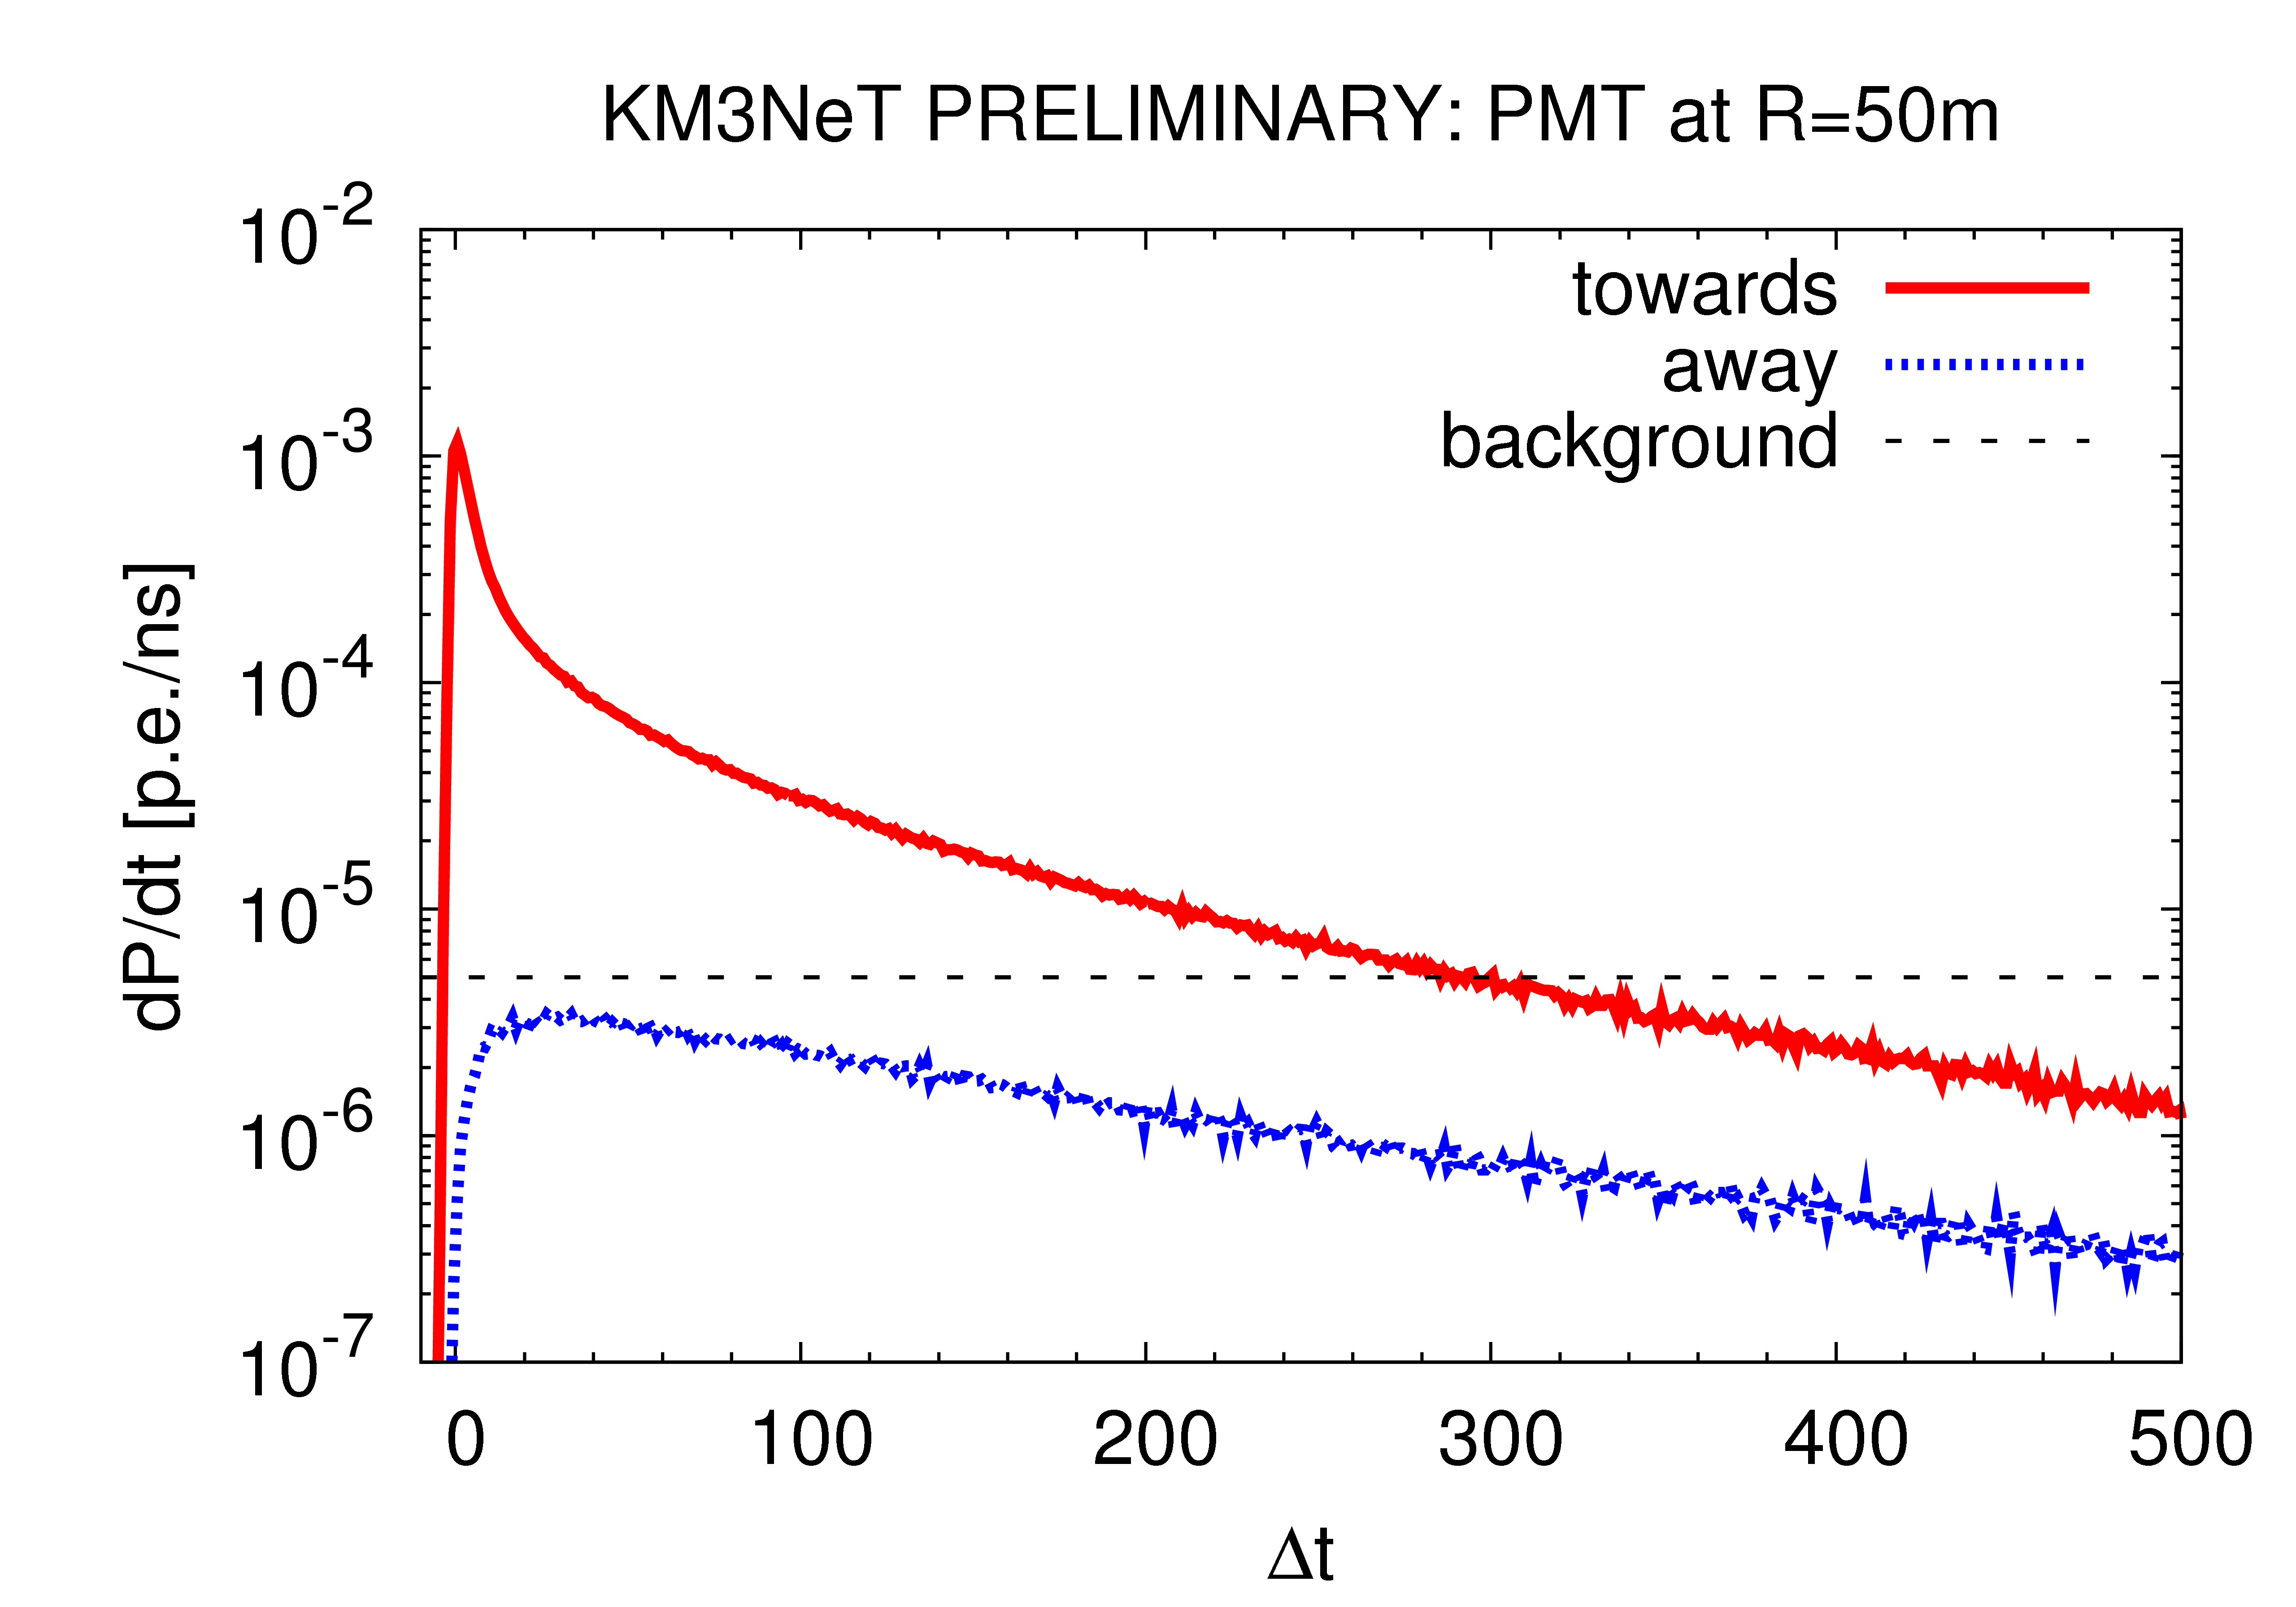 KM3NeT PRELIMINARY: PMT at R=50m
10^-2
towards
away
background
10^-3
10^-4
10^-5
10^-6
10^-7
dP/dt [p.e./ns]
0 100 200 300 400 500
Δt